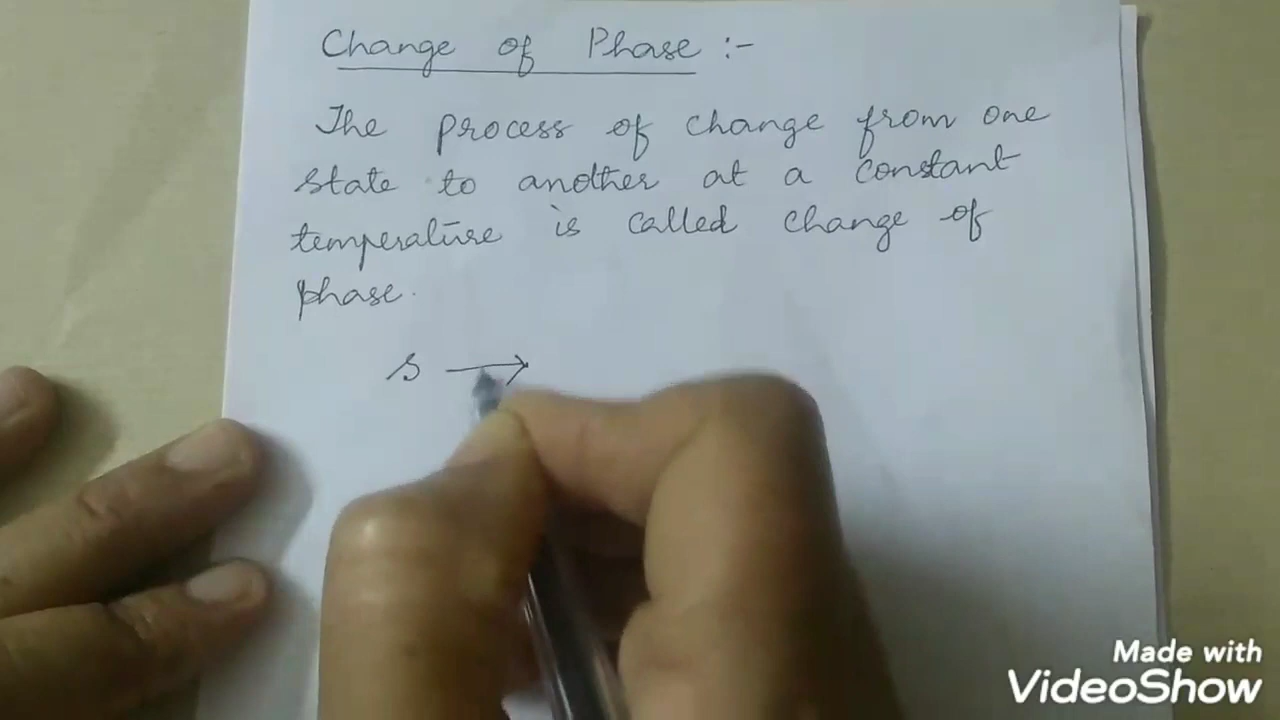 Change of Phase :-
The process of change from one
state to another at a constant
temperature is called change of
phase.
s →
Made with
VideoShow